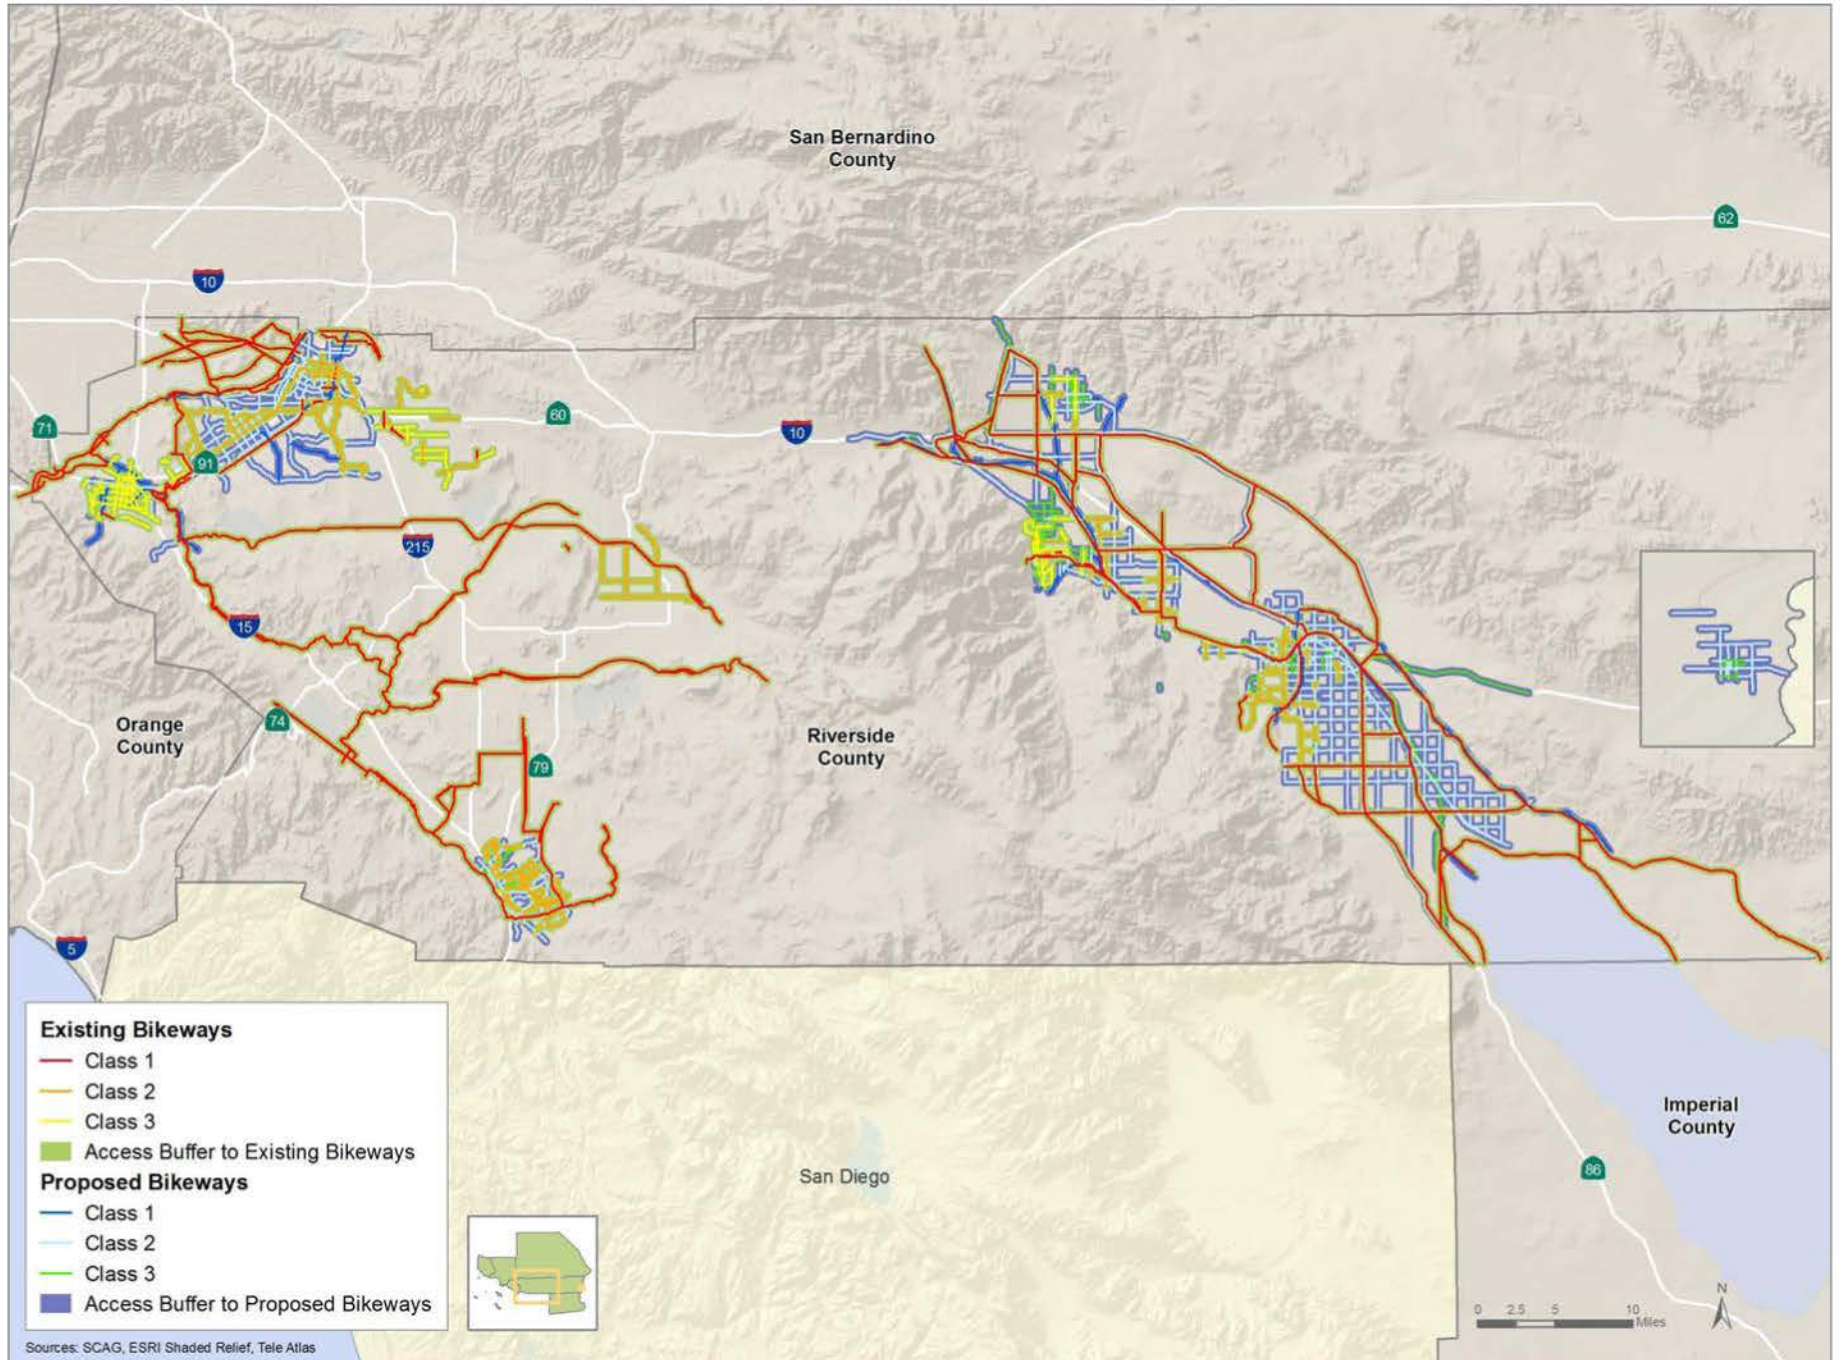 San Bernardino
County
62
10
71
60
10
91
215
15
Orange
County
74
Riverside
County
79
5
Existing Bikeways
Class 1
Class 2
Class 3
Access Buffer to Existing Bikeways
Proposed Bikeways
Class 1
Class 2
Class 3
Access Buffer to Proposed Bikeways
San Diego
Imperial
County
86
N
0 2.5 5 10
Miles
Sources: SCAG, ESRI Shaded Relief, Tele Atlas